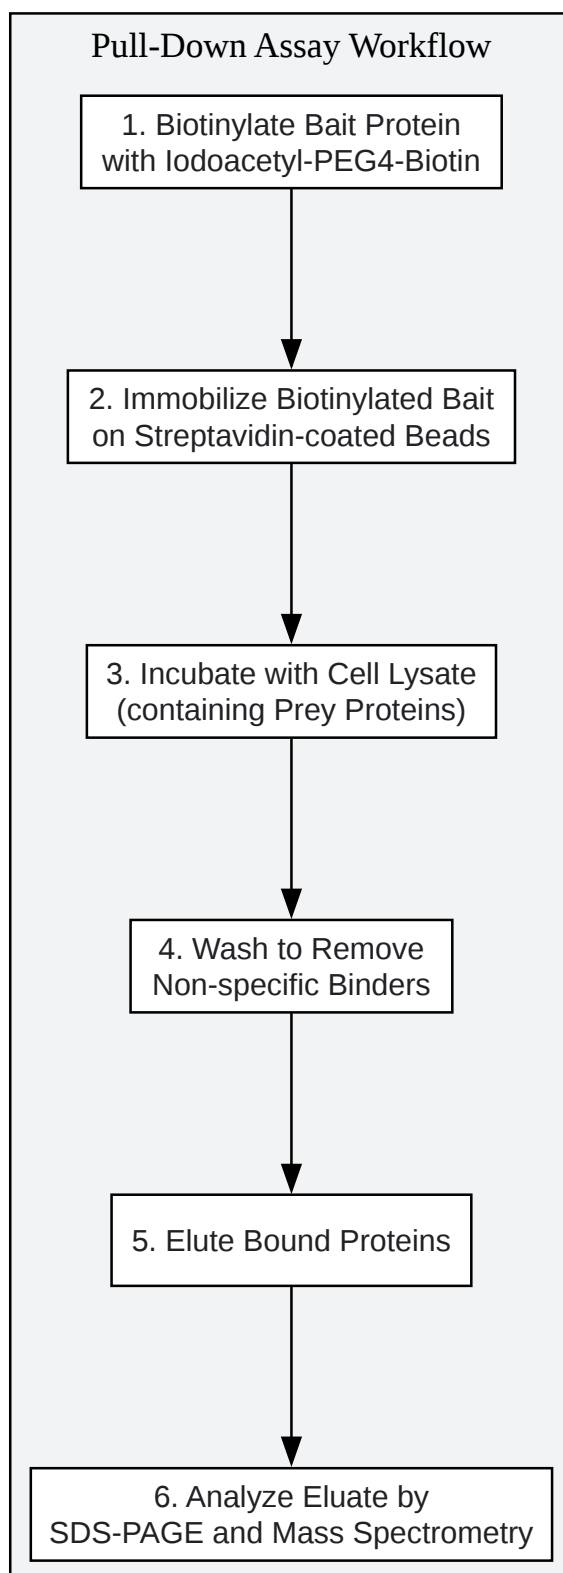 Pull-Down Assay Workflow
1. Biotinylate Bait Protein
with Iodoacetyl-PEG4-Biotin
2. Immobilize Biotinylated Bait
on Streptavidin-coated Beads
3. Incubate with Cell Lysate
(containing Prey Proteins)
4. Wash to Remove
Non-specific Binders
5. Elute Bound Proteins
6. Analyze Eluate by
SDS-PAGE and Mass Spectrometry